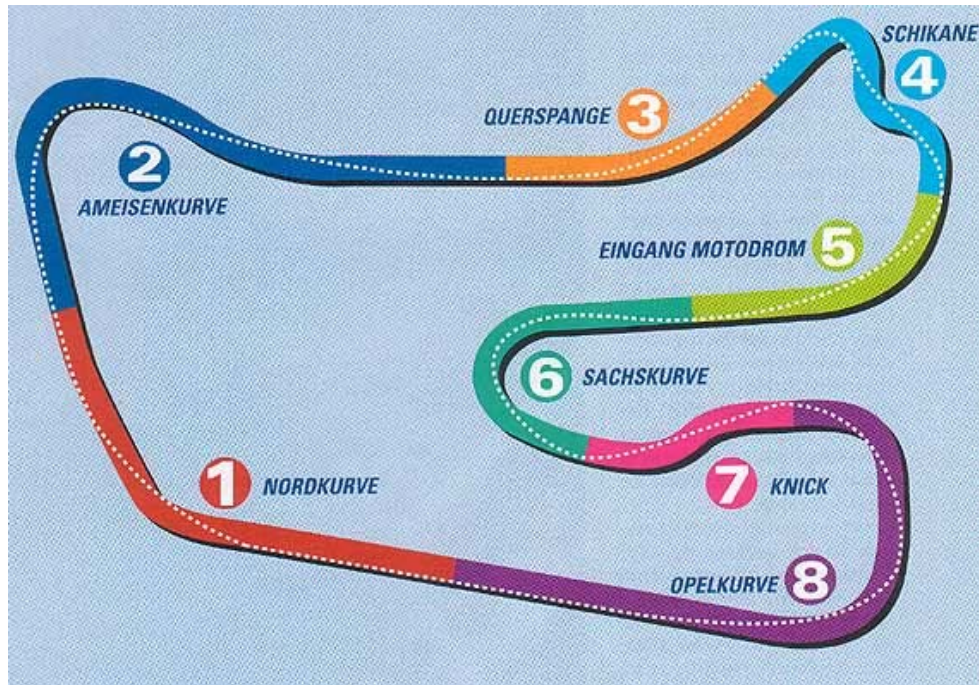 SCHIKANE
4
QUERSPANGE 3
2
AMEISENKURVE
EINGANG MOTODROM 5
6 SACHSKURVE
1 NORDKURVE
7 KNICK
OPELKURVE 8